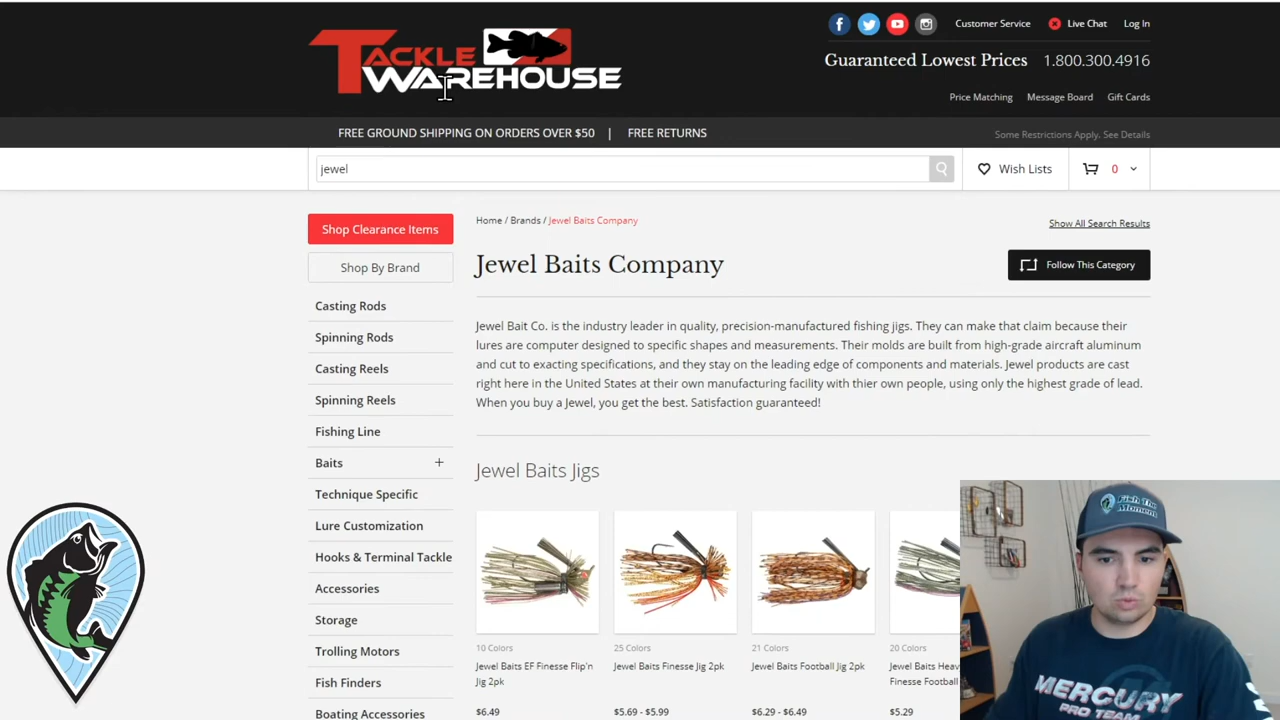 TACKLE
WAREHOUSE
Customer Service
Live Chat
Log In
Guaranteed Lowest Prices 1.800.300.4916
Price Matching
Message Board
Gift Cards
FREE GROUND SHIPPING ON ORDERS OVER $50 | FREE RETURNS
Some Restrictions Apply. See Details
jewel
Wish Lists
0
Shop Clearance Items
Shop By Brand
Casting Rods
Spinning Rods
Casting Reels
Spinning Reels
Fishing Line
Baits +
Technique Specific
Lure Customization
Hooks & Terminal Tackle
Accessories
Storage
Trolling Motors
Fish Finders
Boating Accessories
Home / Brands / Jewel Baits Company
Show All Search Results
Jewel Baits Company
Follow This Category
Jewel Bait Co. is the industry leader in quality, precision-manufactured fishing jigs. They can make that claim because their
lures are computer designed to specific shapes and measurements. Their molds are built from high-grade aircraft aluminum
and cut to exacting specifications, and they stay on the leading edge of components and materials. Jewel products are cast
right here in the United States at their own manufacturing facility with thier own people, using only the highest grade of lead.
When you buy a Jewel, you get the best. Satisfaction guaranteed!
Jewel Baits Jigs
10 Colors
Jewel Baits EF Finesse Flip'n
Jig 2pk
$6.49
25 Colors
Jewel Baits Finesse Jig 2pk
$5.69 - $5.99
21 Colors
Jewel Baits Football Jig 2pk
$6.29 - $6.49
20 Colors
Jewel Baits Heav
Finesse Football
$5.29
Fish The
Moment
MERCURY
PRO TEAM